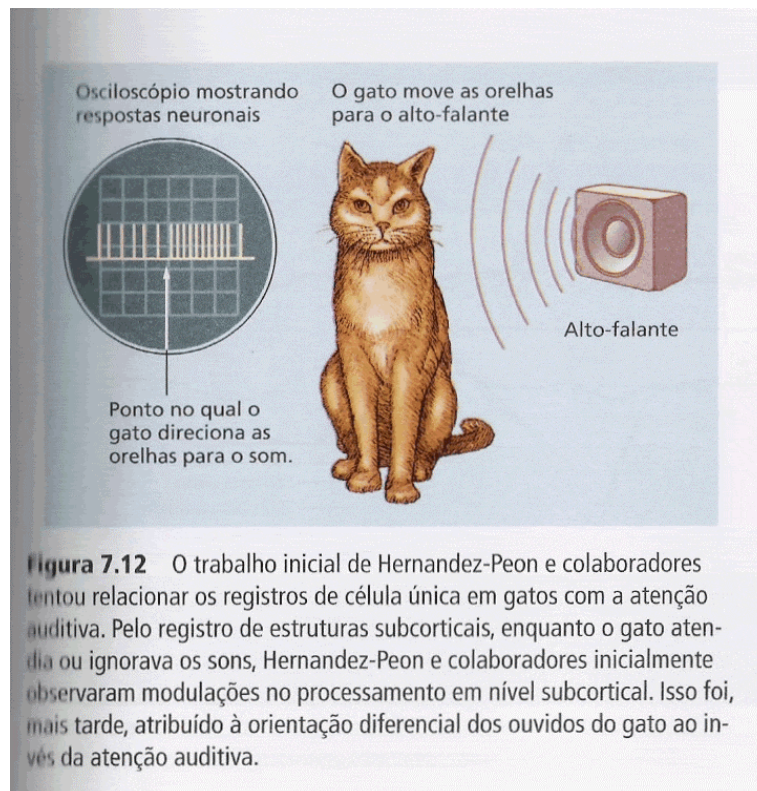 Osciloscópio mostrando
respostas neuronais
O gato move as orelhas
para o alto-falante
Alto-falante
Ponto no qual o
gato direciona as
orelhas para o som.
Figura 7.12 O trabalho inicial de Hernandez-Peon e colaboradores
tentou relacionar os registros de célula única em gatos com a atenção
auditiva. Pelo registro de estruturas subcorticais, enquanto o gato aten-
dia ou ignorava os sons, Hernandez-Peon e colaboradores inicialmente
observaram modulações no processamento em nível subcortical. Isso foi,
mais tarde, atribuído à orientação diferencial dos ouvidos do gato ao in-
vés da atenção auditiva.